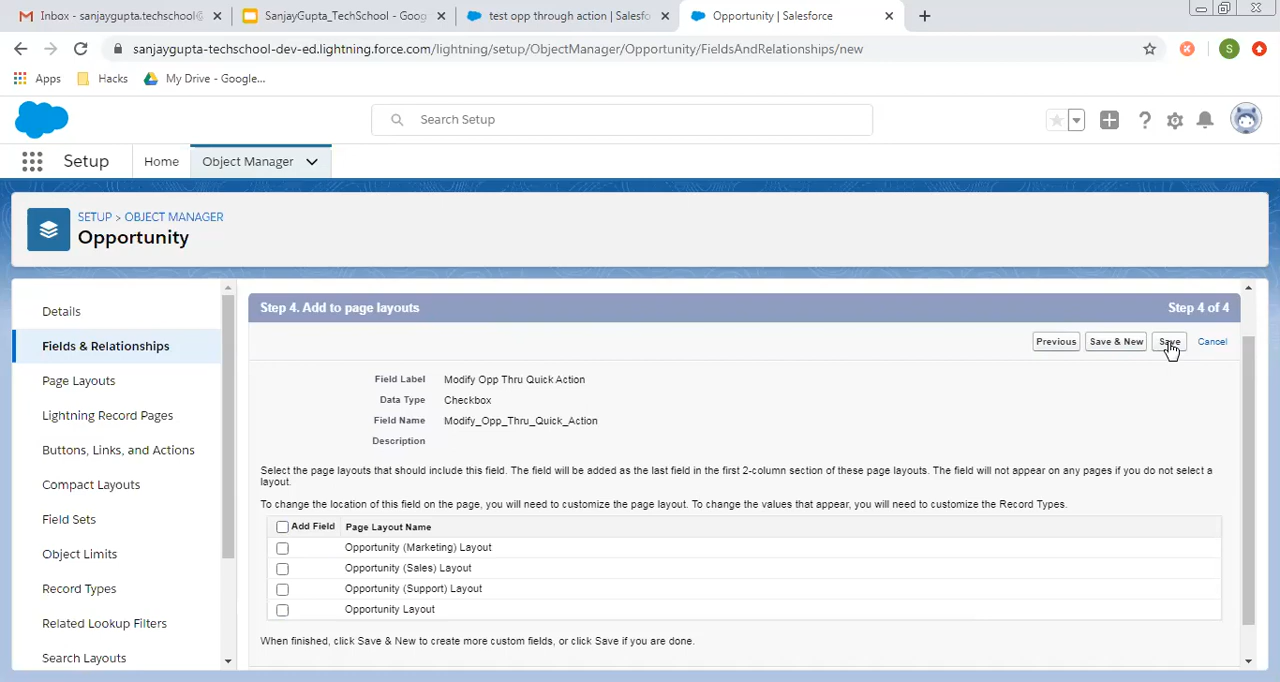 Inbox - sanjaygupta.techschool@
SanjayGupta_TechSchool - Goog
test opp through action | Salesfo
Opportunity | Salesforce
sanjaygupta-techschool-dev-ed.lightning.force.com/lightning/setup/ObjectManager/Opportunity/FieldsAndRelationships/new
S
Apps
Hacks
My Drive - Google...
Search Setup
Setup
Home
Object Manager
SETUP > OBJECT MANAGER
Opportunity
Details
Fields & Relationships
Page Layouts
Lightning Record Pages
Buttons, Links, and Actions
Compact Layouts
Field Sets
Object Limits
Record Types
Related Lookup Filters
Search Layouts
Step 4. Add to page layouts
Step 4 of 4
Previous
Save & New
Save
Cancel
Field Label Modify Opp Thru Quick Action
Data Type Checkbox
Field Name Modify_Opp_Thru_Quick_Action
Description
Select the page layouts that should include this field. The field will be added as the last field in the first 2-column section of these page layouts. The field will not appear on any pages if you do not select a
layout.
To change the location of this field on the page, you will need to customize the page layout. To change the values that appear, you will need to customize the Record Types.
Add Field Page Layout Name
Opportunity (Marketing) Layout
Opportunity (Sales) Layout
Opportunity (Support) Layout
Opportunity Layout
When finished, click Save & New to create more custom fields, or click Save if you are done.